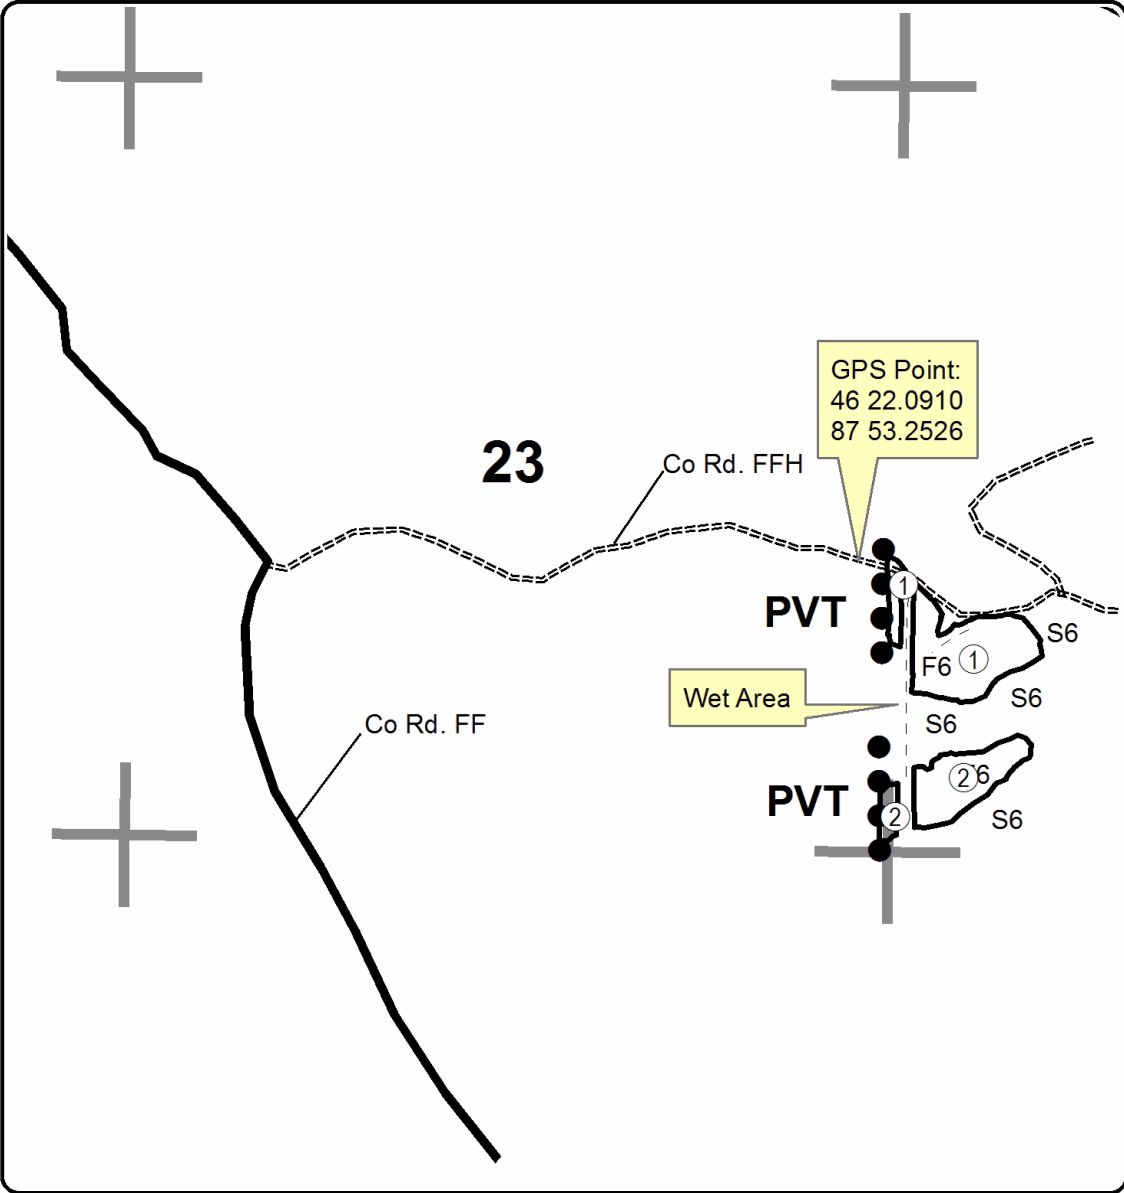 GPS Point:
46 22.0910
87 53.2526
23
Co Rd. FFH
1
PVT
S6
F6
1
Wet Area
S6
S6
Co Rd. FF
2
6
PVT
2
S6